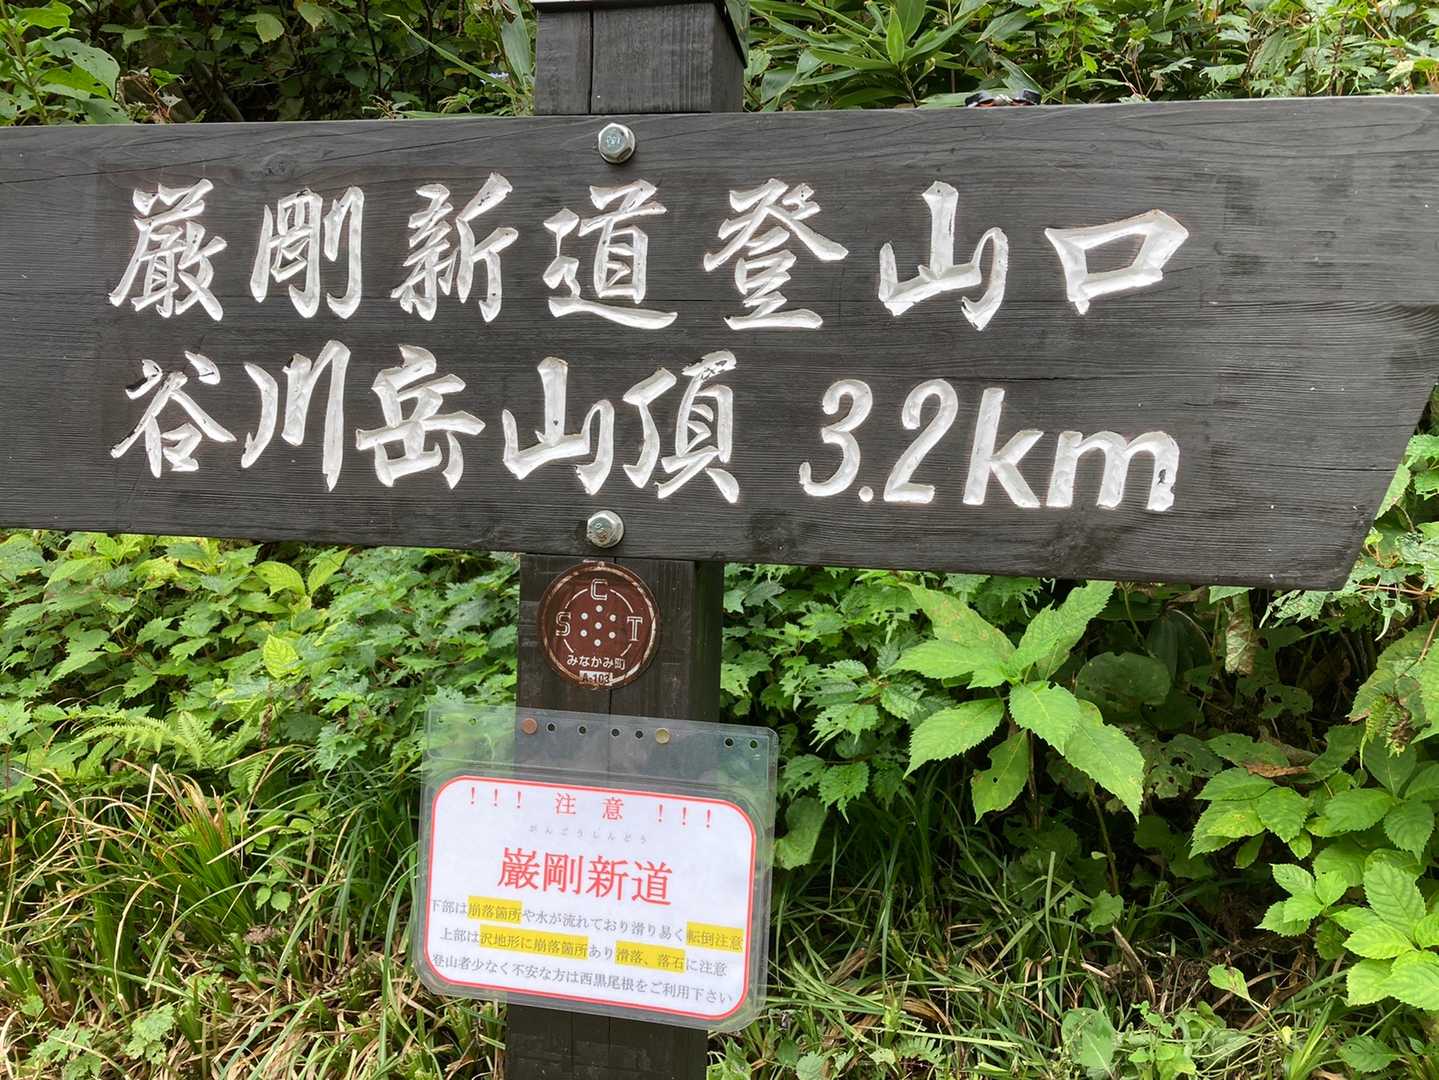 厳剛新道登山口
谷川岳山頂 3.2km
C
S T
みなかみ町
A-103
!!! 注意 !!!
がんごうしんどう
巌剛新道
下部は崩落箇所や水が流れており滑り易く転倒注意
上部は沢地形に崩落箇所あり滑落、落石に注意
登山者少なく不安な方は西黒尾根をご利用下さい